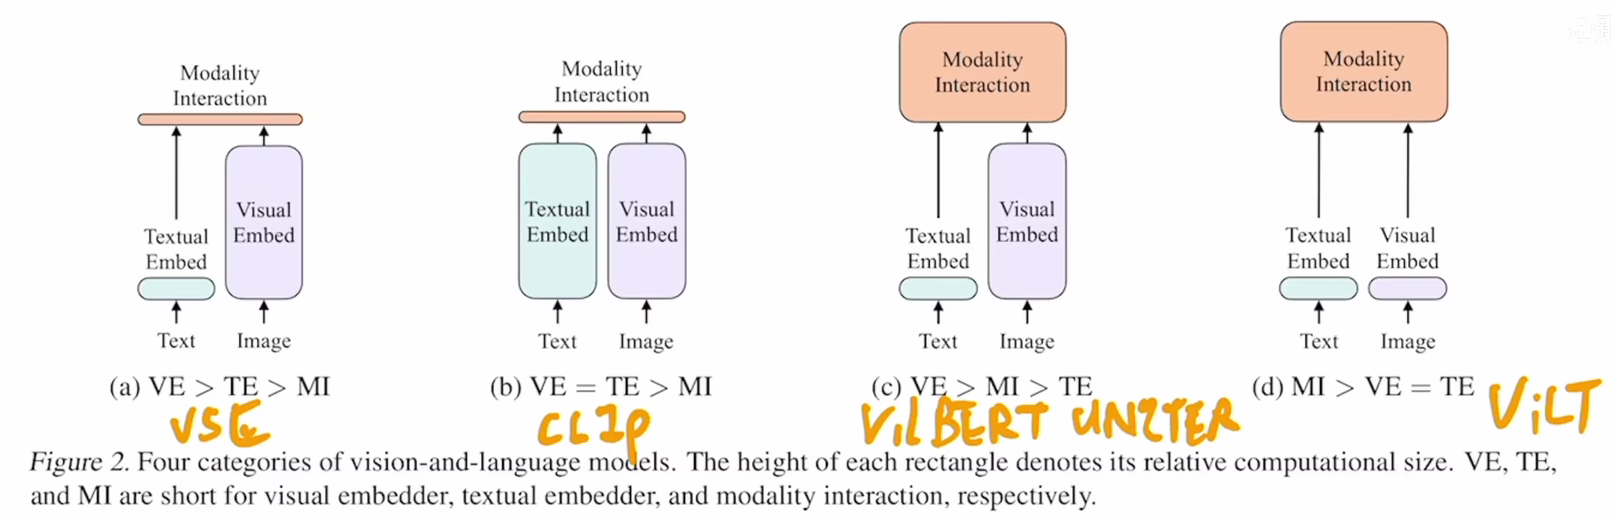 Modality
Interaction
Textual
Embed
Visual
Embed
Text
Image
(a) VE > TE > MI
VSE
Modality
Interaction
Textual
Embed
Visual
Embed
Text
Image
(b) VE = TE > MI
CLIP
Modality
Interaction
Textual
Embed
Visual
Embed
Text
Image
(c) VE > MI > TE
ViLBERT UNITER
Modality
Interaction
Textual
Embed
Visual
Embed
Text
Image
(d) MI > VE = TE
ViLT
Figure 2. Four categories of vision-and-language models. The height of each rectangle denotes its relative computational size. VE, TE,
and MI are short for visual embedder, textual embedder, and modality interaction, respectively.